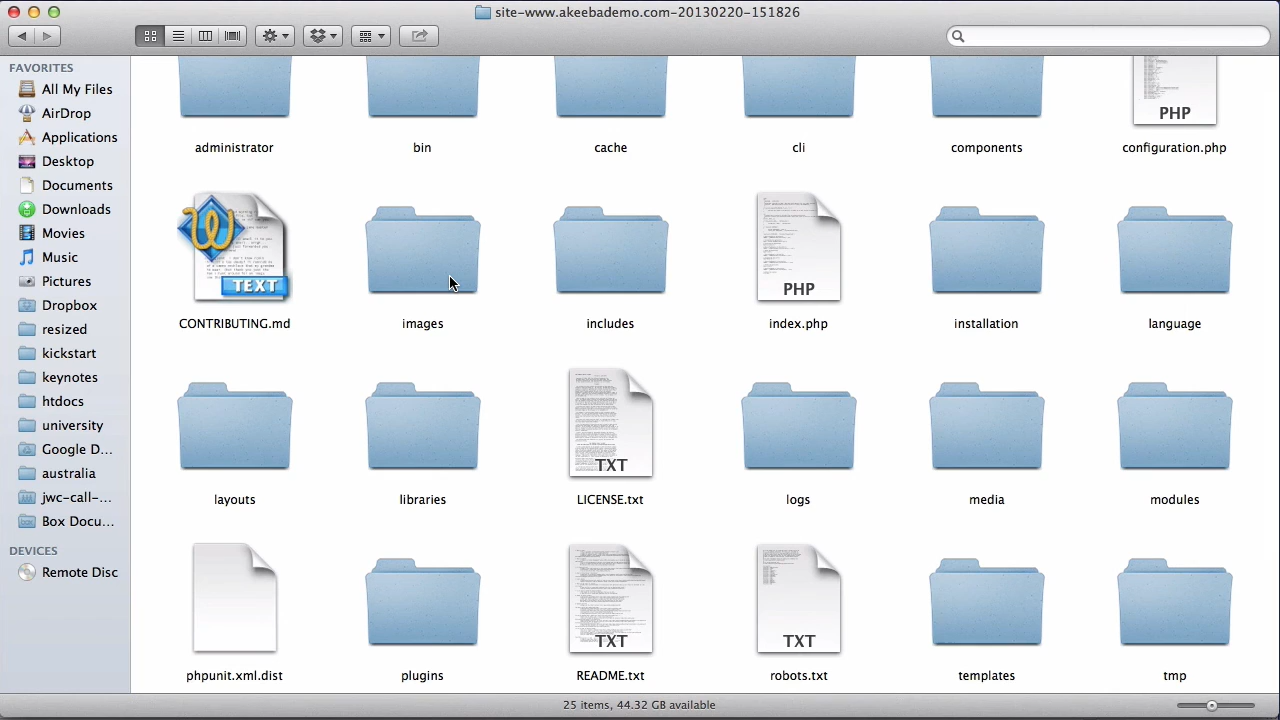 site-www.akeebademo.com-20130220-151826
FAVORITES
All My Files
AirDrop
Applications
Desktop
Documents
Downloads
Music
Pictures
Dropbox
resized
kickstart
keynotes
htdocs
australia
jwc-call-...
Box Docu...
DEVICES
Remote Disc
PHP
administrator
bin
cache
cli
components
configuration.php
TEXT
PHP
CONTRIBUTING.md
images
includes
index.php
installation
language
TXT
layouts
libraries
LICENSE.txt
logs
media
modules
TXT
TXT
phpunit.xml.dist
plugins
README.txt
robots.txt
templates
tmp
25 items, 44.32 GB available